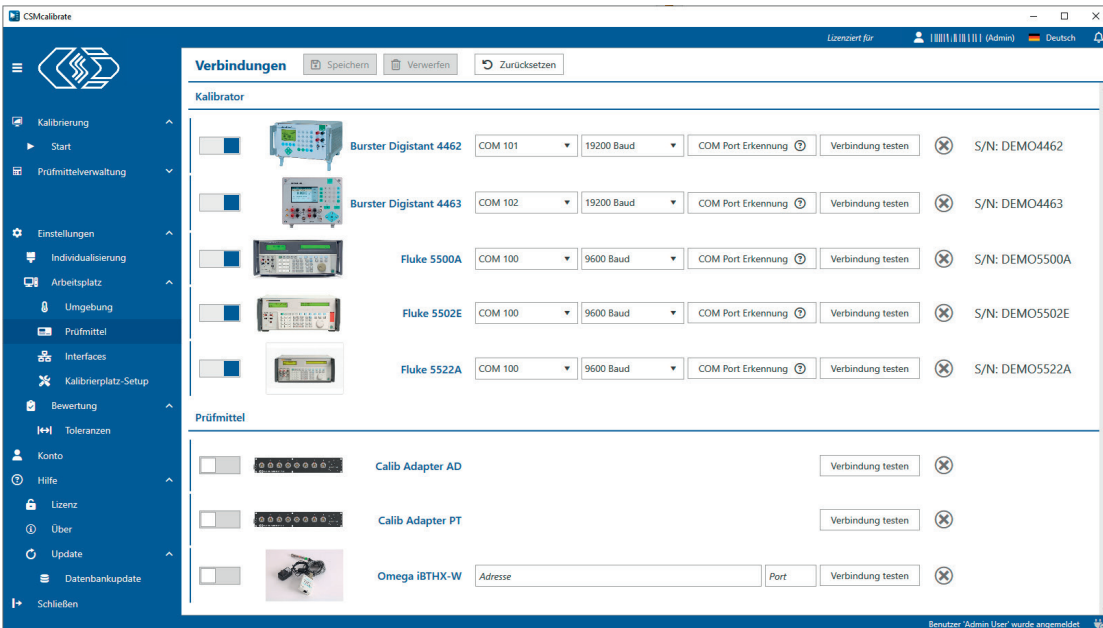 CSMcalibrate
Lizenziert für (Admin) Deutsch
Verbindungen Speichern Verwerfen Zurücksetzen
Kalibrator
Kalibrierung
Start
Prüfmittelverwaltung
Einstellungen
Individualisierung
Arbeitsplatz
Umgebung
Prüfmittel
Interfaces
Kalibrierplatz-Setup
Bewertung
Toleranzen
Konto
Hilfe
Lizenz
Über
Update
Datenbankupdate
Schließen
Burster Digistant 4462 COM 101 19200 Baud COM Port Erkennung Verbindung testen S/N: DEMO4462
Burster Digistant 4463 COM 102 19200 Baud COM Port Erkennung Verbindung testen S/N: DEMO4463
Fluke 5500A COM 100 9600 Baud COM Port Erkennung Verbindung testen S/N: DEMO5500A
Fluke 5502E COM 100 9600 Baud COM Port Erkennung Verbindung testen S/N: DEMO5502E
Fluke 5522A COM 100 9600 Baud COM Port Erkennung Verbindung testen S/N: DEMO5522A
Prüfmittel
Calib Adapter AD Verbindung testen
Calib Adapter PT Verbindung testen
Omega iBTHX-W Adresse Port Verbindung testen
Benutzer 'Admin User' wurde angemeldet